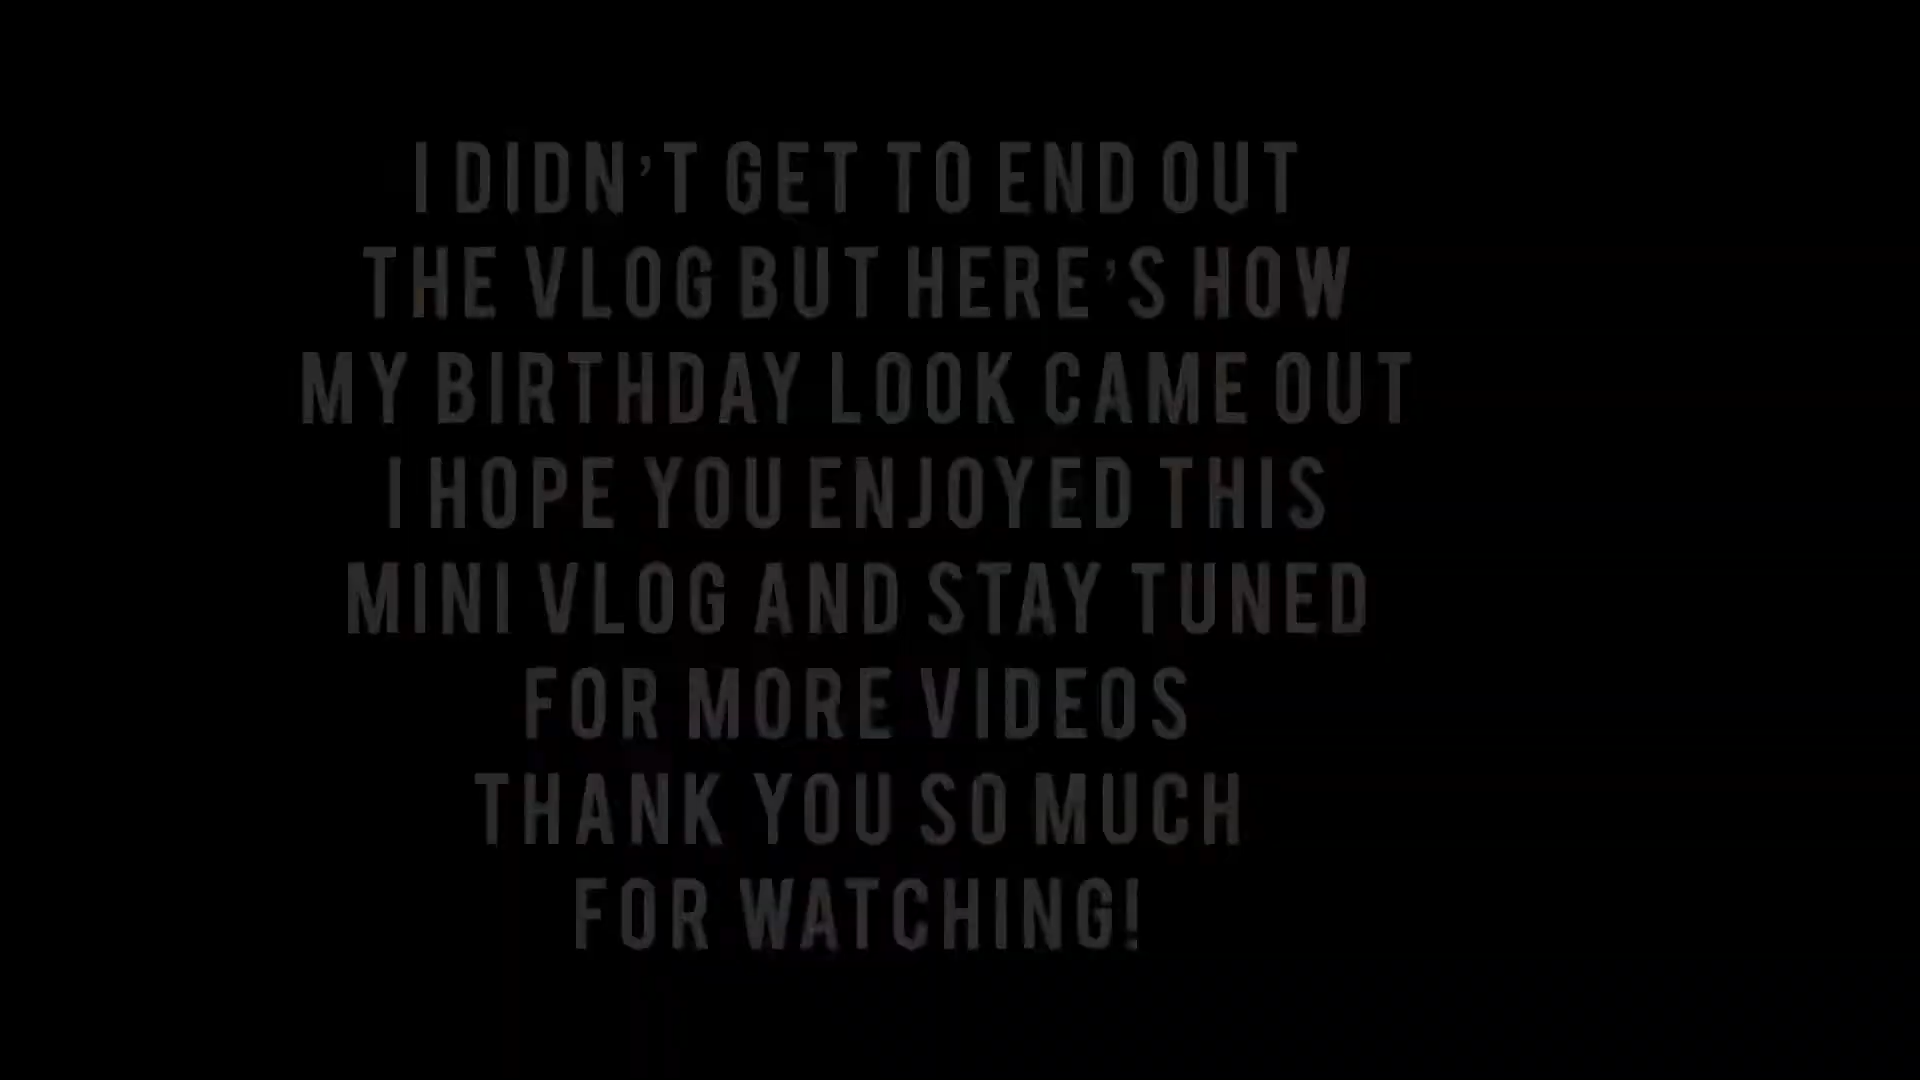 I DIDN'T GET TO END OUT
THE VLOG BUT HERE'S HOW
MY BIRTHDAY LOOK CAME OUT
I HOPE YOU ENJOYED THIS
MINI VLOG AND STAY TUNED
FOR MORE VIDEOS
THANK YOU SO MUCH
FOR WATCHING!